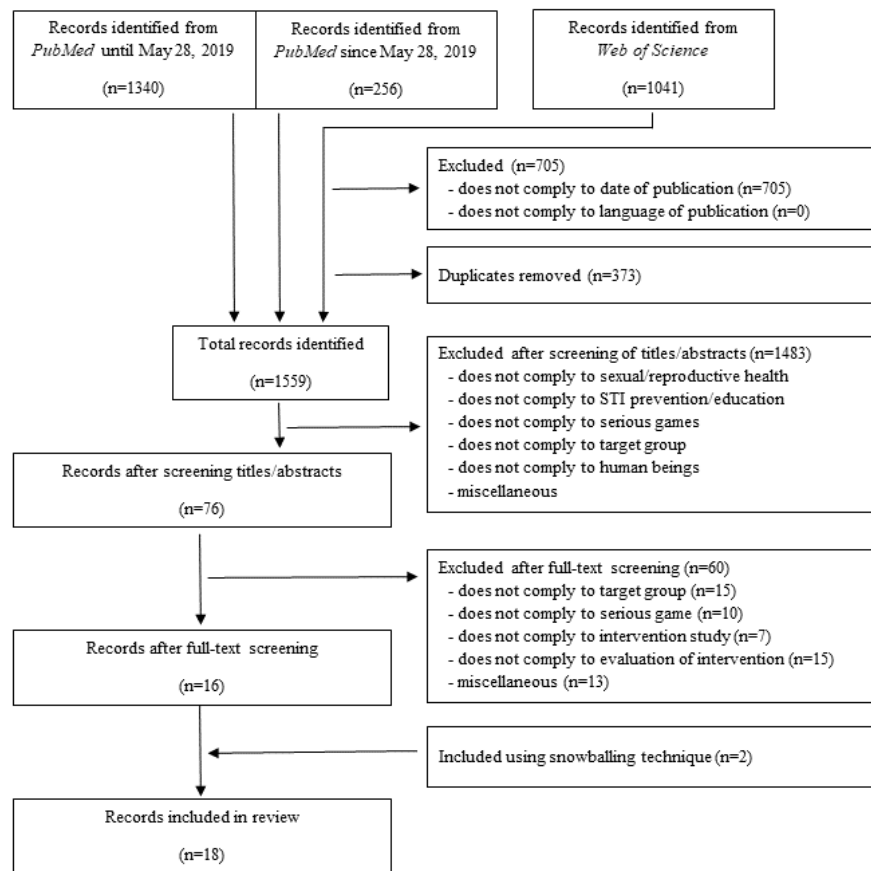 Records identified from
PubMed until May 28, 2019
(n=1340)
Records identified from
PubMed since May 28, 2019
(n=256)
Records identified from
Web of Science
(n=1041)
Excluded (n=705)
- does not comply to date of publication (n=705)
- does not comply to language of publication (n=0)
Duplicates removed (n=373)
Total records identified
(n=1559)
Excluded after screening of titles/abstracts (n=1483)
- does not comply to sexual/reproductive health
- does not comply to STI prevention/education
- does not comply to serious games
- does not comply to target group
- does not comply to human beings
- miscellaneous
Records after screening titles/abstracts
(n=76)
Excluded after full-text screening (n=60)
- does not comply to target group (n=15)
- does not comply to serious game (n=10)
- does not comply to intervention study (n=7)
- does not comply to evaluation of intervention (n=15)
- miscellaneous (n=13)
Records after full-text screening
(n=16)
Included using snowballing technique (n=2)
Records included in review
(n=18)